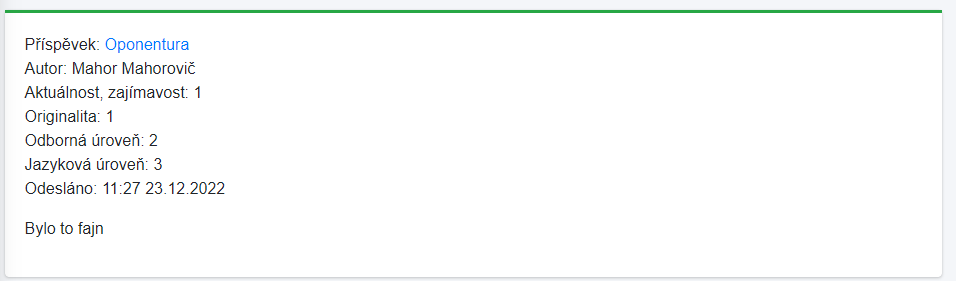 Příspěvek: Oponentura
Autor: Mahor Mahorovič
Aktuálnost, zajímavost: 1
Originalita: 1
Odborná úroveň: 2
Jazyková úroveň: 3
Odesláno: 11:27 23.12.2022
Bylo to fajn